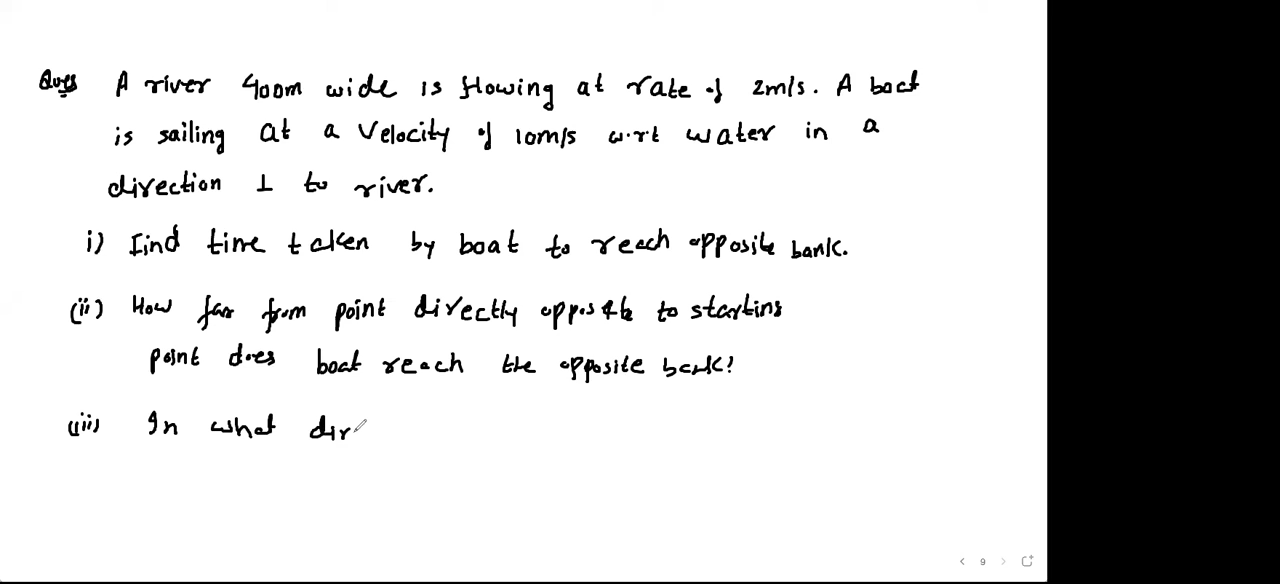 Ques A river 400m wide is flowing at rate of 2m/s. A boat
is sailing at a velocity of 10m/s w.r.t water in a
direction ⊥ to river.
i) Find time taken by boat to reach opposite bank.
(ii) How far from point directly opposite to starting
point does boat reach the opposite bank?
(iii) In what dir
< 9 >